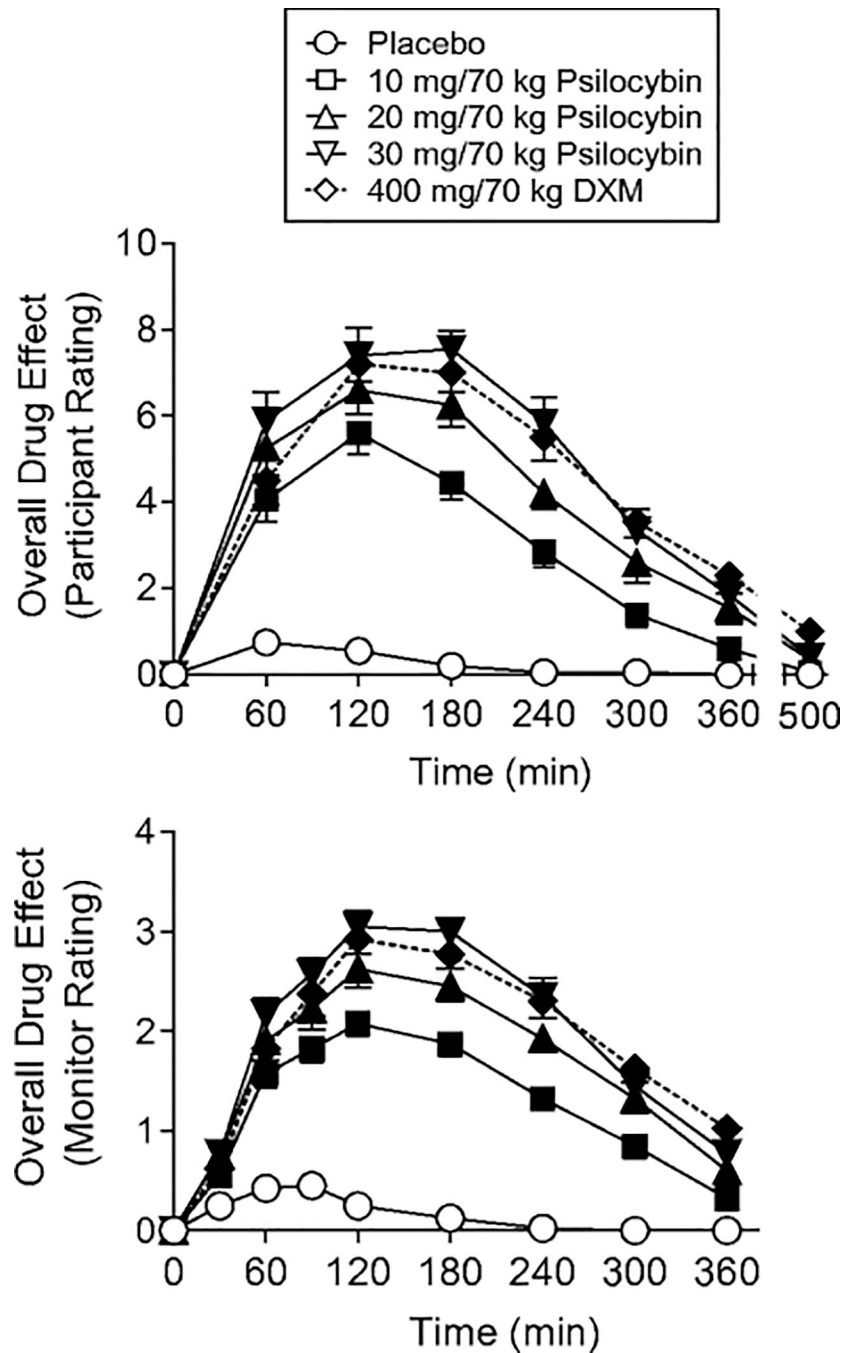 Placebo
10 mg/70 kg Psilocybin
20 mg/70 kg Psilocybin
30 mg/70 kg Psilocybin
400 mg/70 kg DXM
Overall Drug Effect
(Participant Rating)
10
8
6
4
2
0
0 60 120 180 240 300 360 500
Time (min)
Overall Drug Effect
(Monitor Rating)
4
3
2
1
0
0 60 120 180 240 300 360
Time (min)